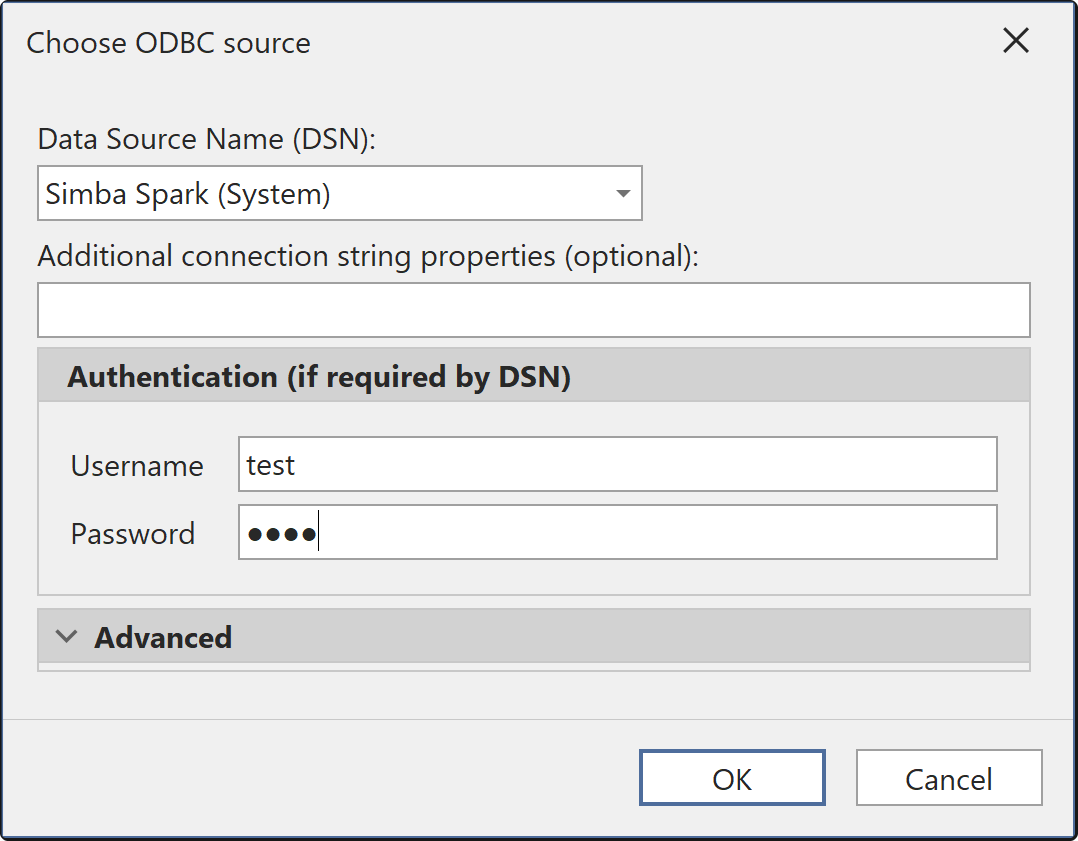 Choose ODBC source
Data Source Name (DSN):
Simba Spark (System)
Additional connection string properties (optional):
Authentication (if required by DSN)
Username test
Password ●●●●
Advanced
OK Cancel